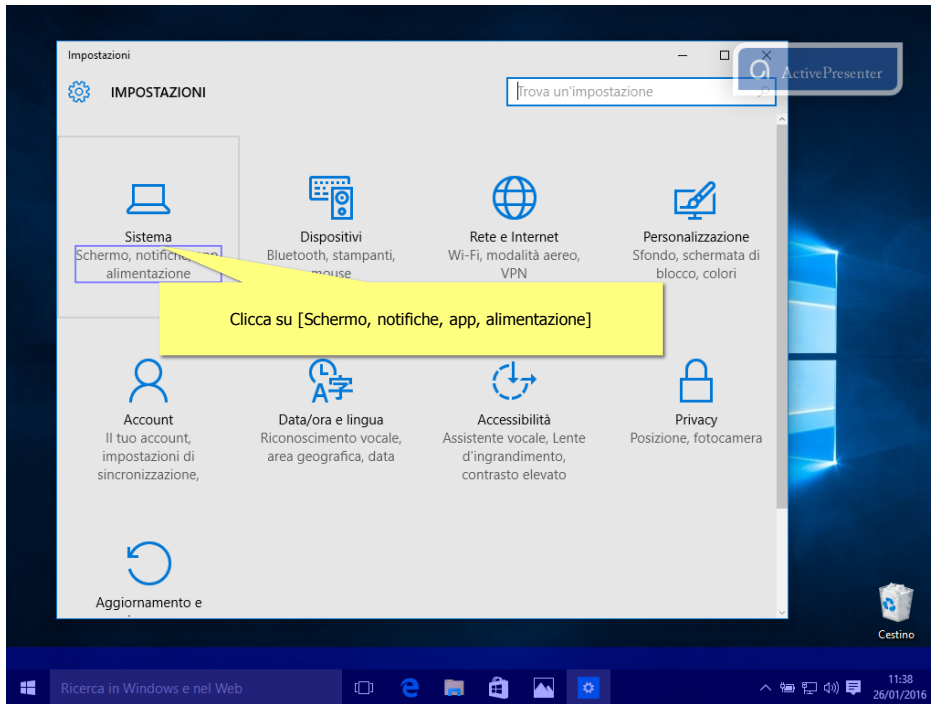 Impostazioni
ActivePresenter
IMPOSTAZIONI
Trova un'impostazione
Sistema
Schermo, notifiche, app,
alimentazione
Dispositivi
Bluetooth, stampanti,
mouse
Rete e Internet
Wi-Fi, modalità aereo,
VPN
Personalizzazione
Sfondo, schermata di
blocco, colori
Clicca su [Schermo, notifiche, app, alimentazione]
Account
Il tuo account,
impostazioni di
sincronizzazione,
Data/ora e lingua
Riconoscimento vocale,
area geografica, data
Accessibilità
Assistente vocale, Lente
d'ingrandimento,
contrasto elevato
Privacy
Posizione, fotocamera
Aggiornamento e
Cestino
Ricerca in Windows e nel Web
11:38
26/01/2016